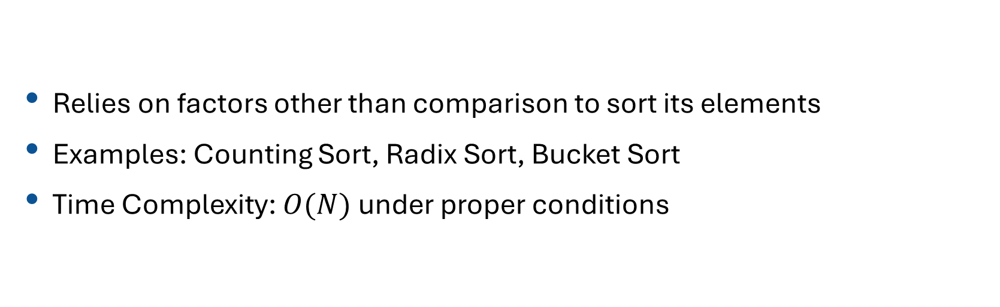 • Relies on factors other than comparison to sort its elements
• Examples: Counting Sort, Radix Sort, Bucket Sort
• Time Complexity: 𝑂(𝑁) under proper conditions